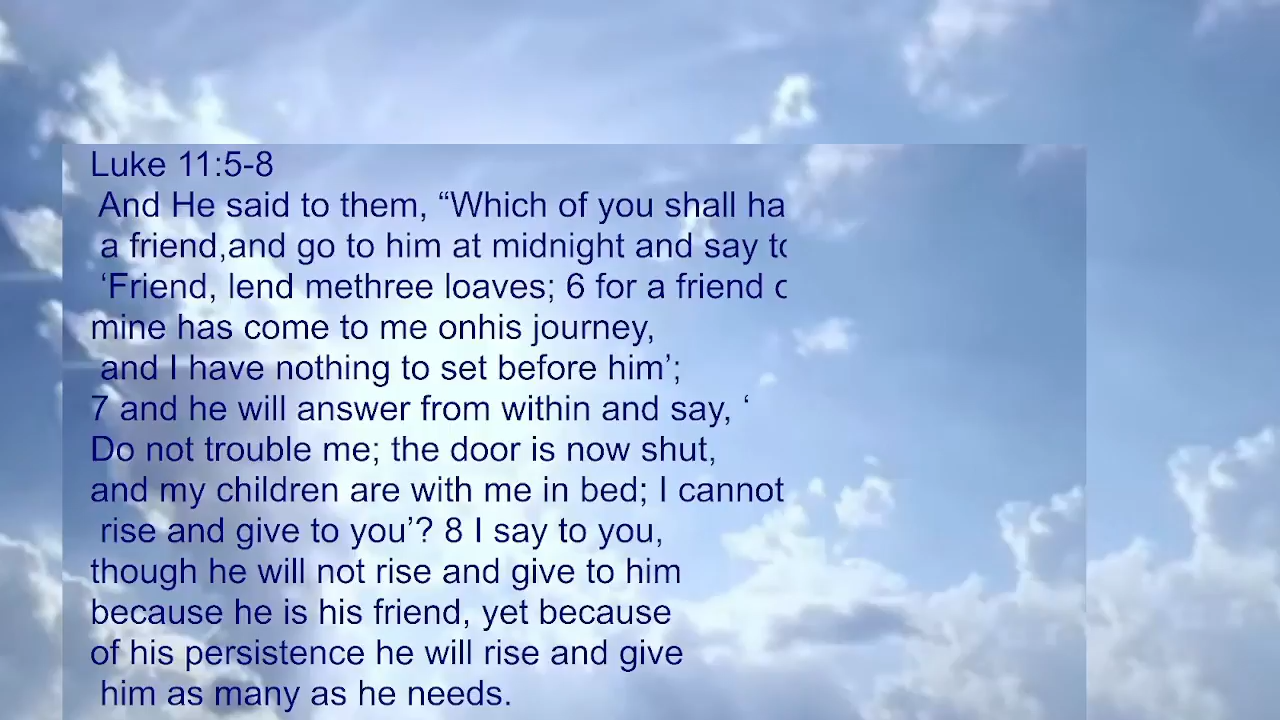 Luke 11:5-8
And He said to them, “Which of you shall ha
a friend,and go to him at midnight and say to
‘Friend, lend methree loaves; 6 for a friend
mine has come to me onhis journey,
and I have nothing to set before him’;
7 and he will answer from within and say, ‘
Do not trouble me; the door is now shut,
and my children are with me in bed; I cannot
rise and give to you’? 8 I say to you,
though he will not rise and give to him
because he is his friend, yet because
of his persistence he will rise and give
him as many as he needs.